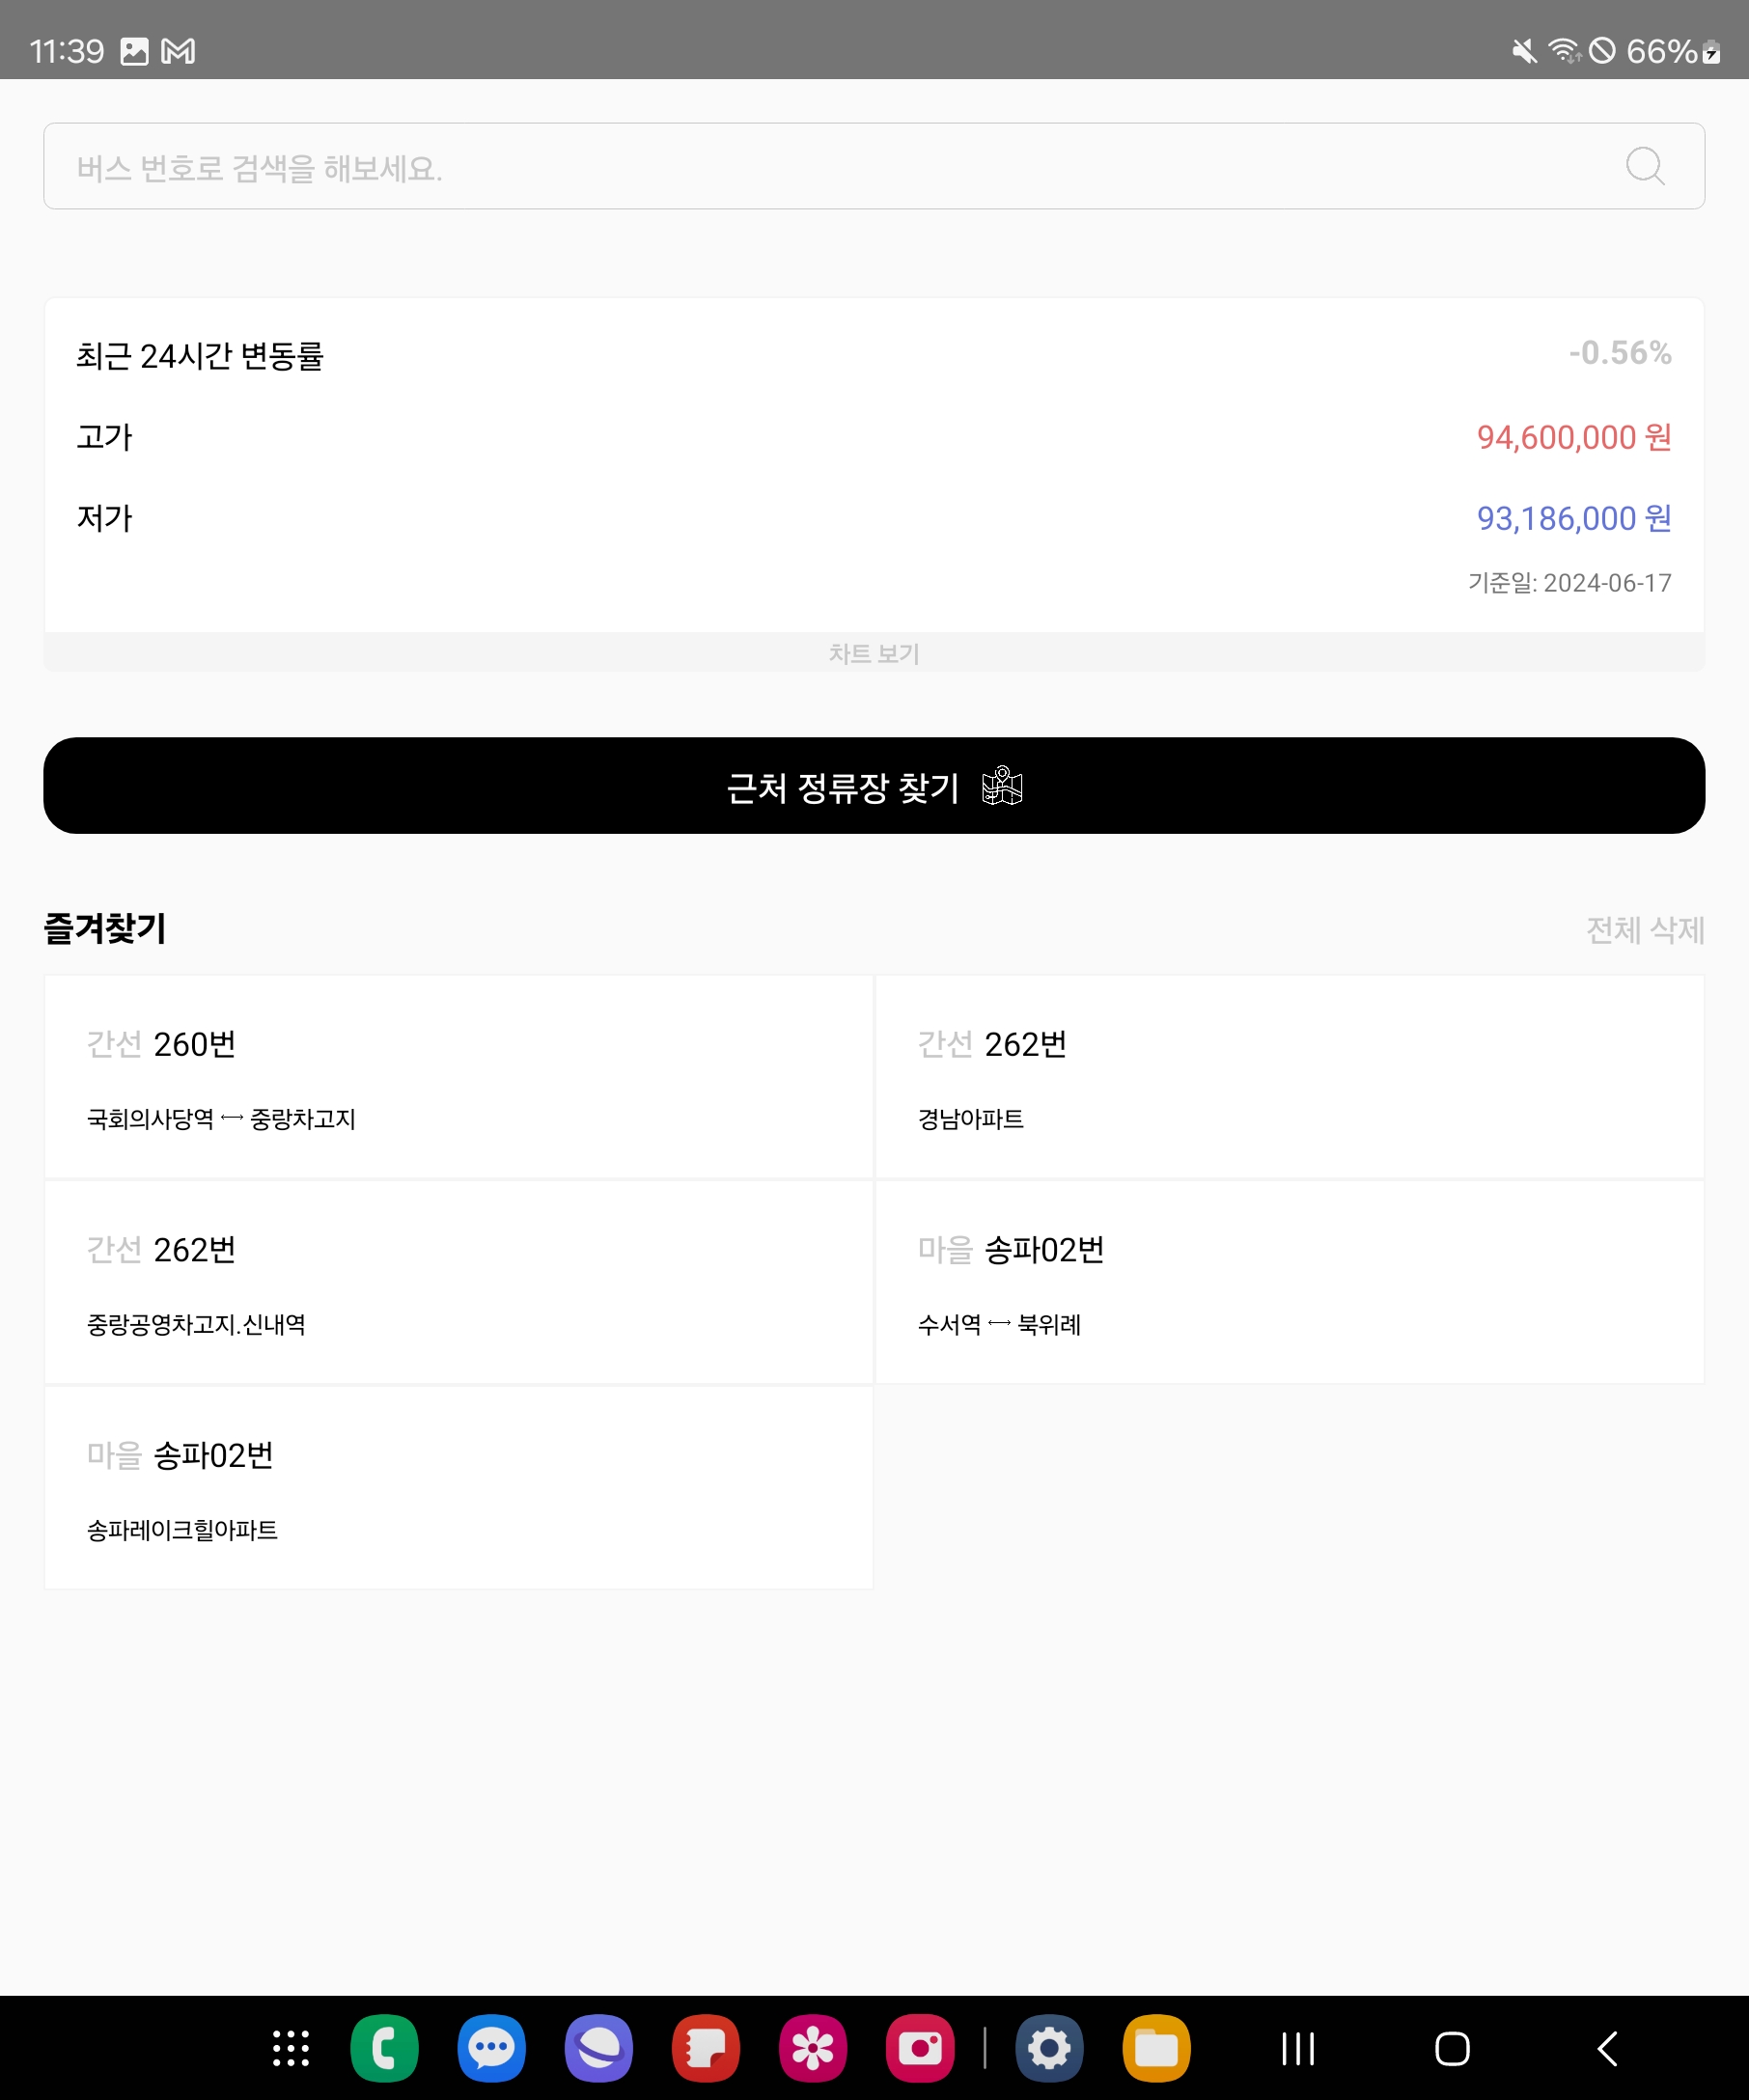 11:39
66%
버스 번호로 검색을 해보세요.
최근 24시간 변동률 -0.56%
고가 94,600,000 원
저가 93,186,000 원
기준일: 2024-06-17
차트 보기
근처 정류장 찾기
즐겨찾기 전체 삭제
간선 260번
국회의사당역 ↔ 중랑차고지
간선 262번
경남아파트
간선 262번
중랑공영차고지.신내역
마을 송파02번
수서역 ↔ 북위례
마을 송파02번
송파레이크힐아파트